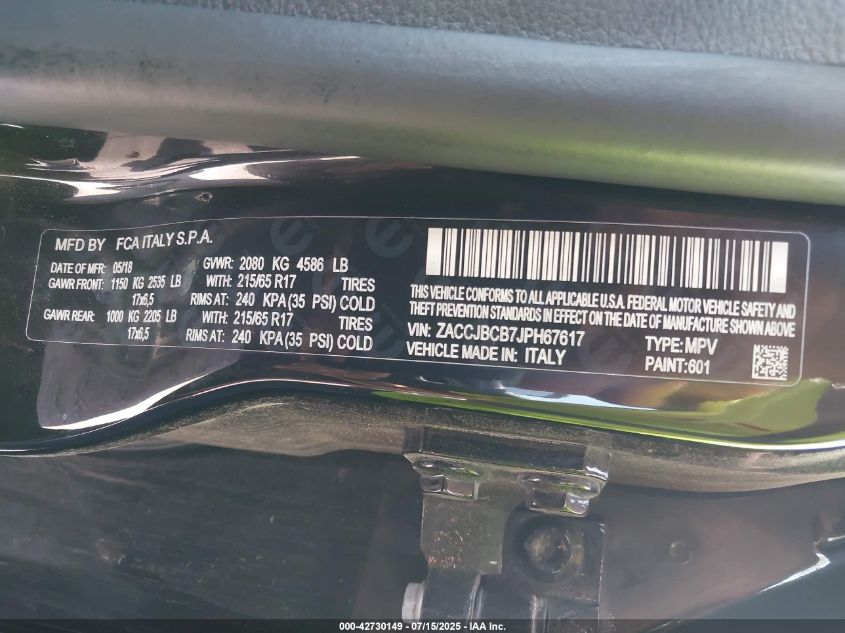 MFD BY FCA ITALY S.P.A.
DATE OF MFR: 05/18 GVWR: 2080 KG 4586 LB
GAWR FRONT: 1150 KG 2535 LB WITH: 215/65 R17 TIRES
17x6,5 RIMS AT: 240 KPA(35 PSI) COLD
GAWR REAR: 1000 KG 2205 LB WITH: 215/65 R17 TIRES
17x6,5 RIMS AT: 240 KPA(35 PSI) COLD
THIS VEHICLE CONFORMS TO ALL APPLICABLE U.S.A. FEDERAL MOTOR VEHICLE SAFETY AND
THEFT PREVENTION STANDARDS IN EFFECT ON THE DATE OF MANUFACTURE SHOWN ABOVE
VIN: ZACCJBCB7JPH67617 TYPE: MPV
VEHICLE MADE IN: ITALY PAINT:601
000-42730149 - 07/15/2025 - IAA Inc.